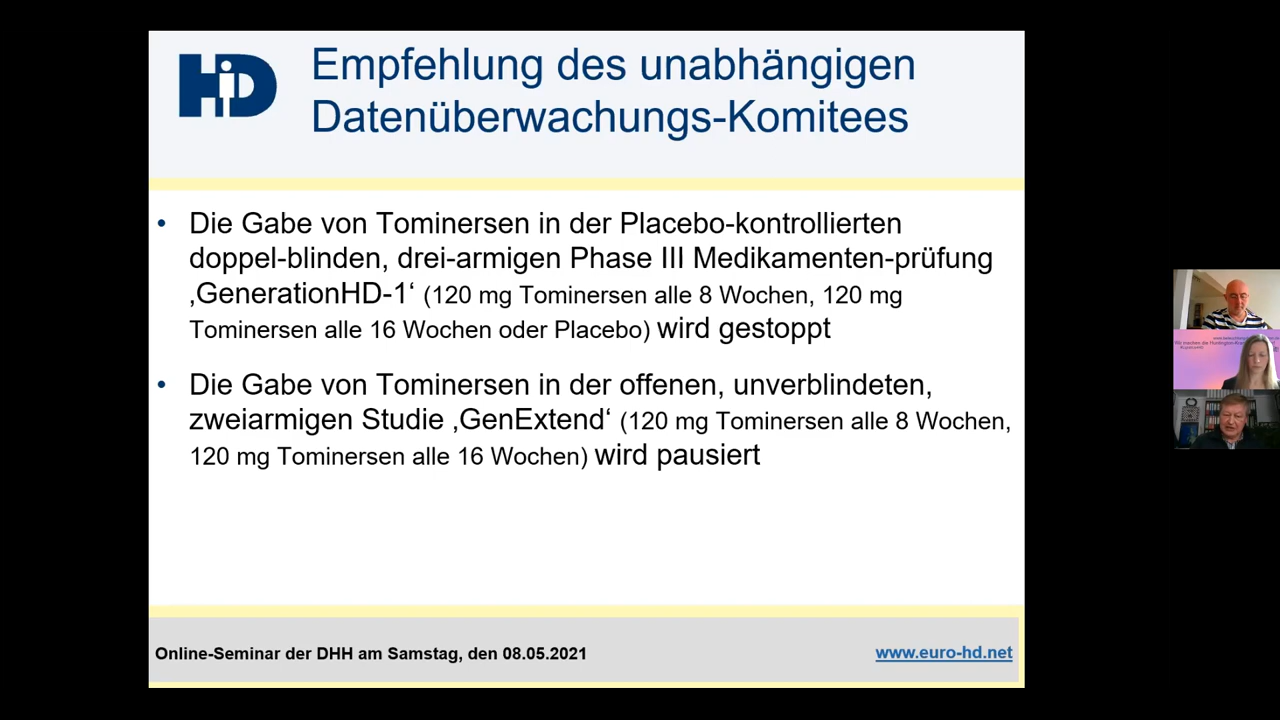 HD
Empfehlung des unabhängigen
Datenüberwachungs-Komitees
• Die Gabe von Tominersen in der Placebo-kontrollierten
doppel-blinden, drei-armigen Phase III Medikamenten-prüfung
‚GenerationHD-1‘ (120 mg Tominersen alle 8 Wochen, 120 mg
Tominersen alle 16 Wochen oder Placebo) wird gestoppt
• Die Gabe von Tominersen in der offenen, unverblindeten,
zweiarmigen Studie ‚GenExtend‘ (120 mg Tominersen alle 8 Wochen,
120 mg Tominersen alle 16 Wochen) wird pausiert
Online-Seminar der DHH am Samstag, den 08.05.2021
www.euro-hd.net